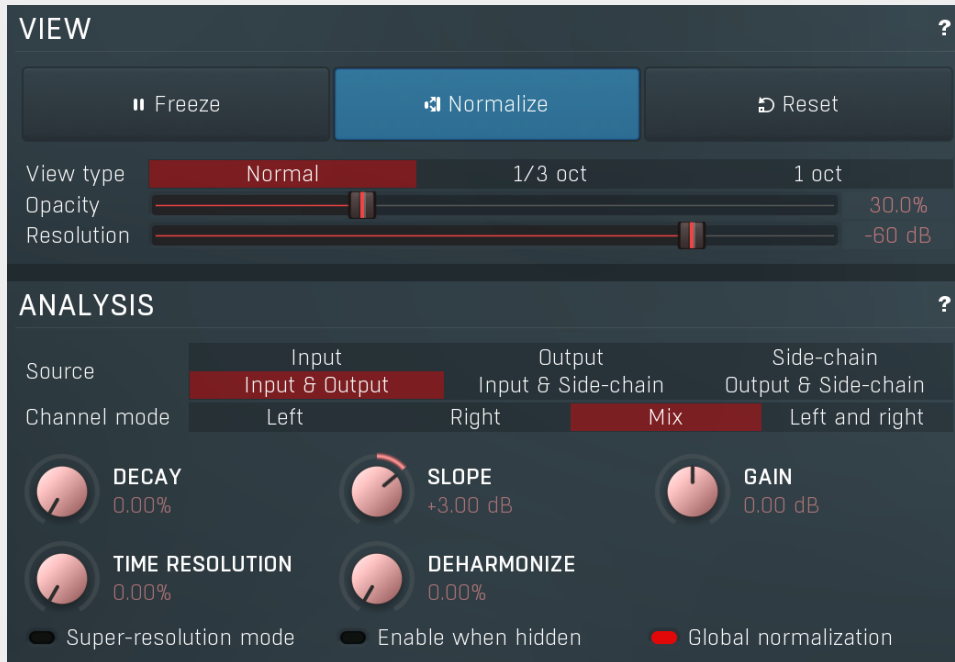 VIEW ?
Freeze Normalize Reset
View type Normal 1/3 oct 1 oct
Opacity 30.0%
Resolution -60 dB
ANALYSIS ?
Source
Input Output Side-chain
Input & Output Input & Side-chain Output & Side-chain
Channel mode Left Right Mix Left and right
DECAY SLOPE GAIN
0.00% +3.00 dB 0.00 dB
TIME RESOLUTION DEHARMONIZE
0.00% 0.00%
Super-resolution mode Enable when hidden Global normalization